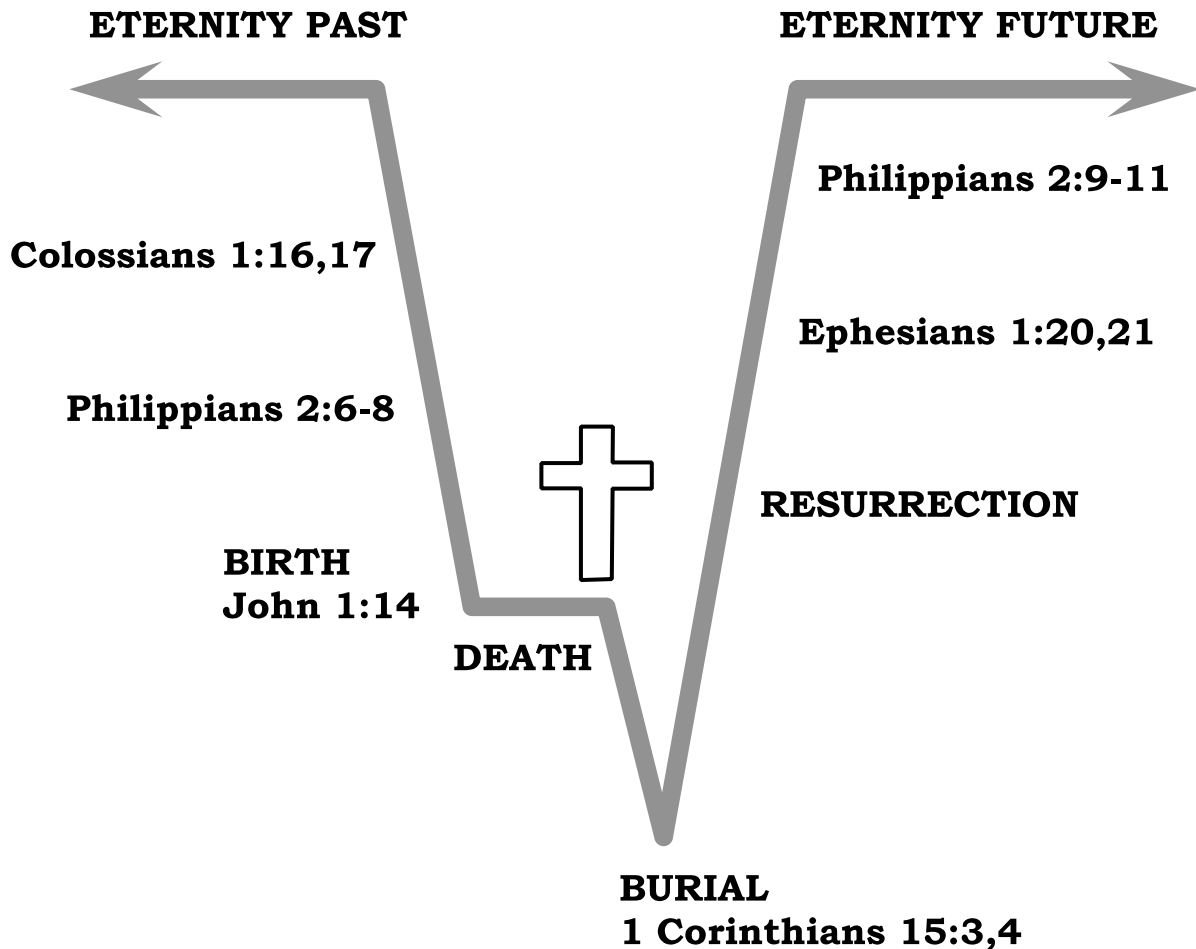 ETERNITY PAST
ETERNITY FUTURE
Philippians 2:9-11
Colossians 1:16,17
Ephesians 1:20,21
Philippians 2:6-8
RESURRECTION
BIRTH
John 1:14
DEATH
BURIAL
1 Corinthians 15:3,4